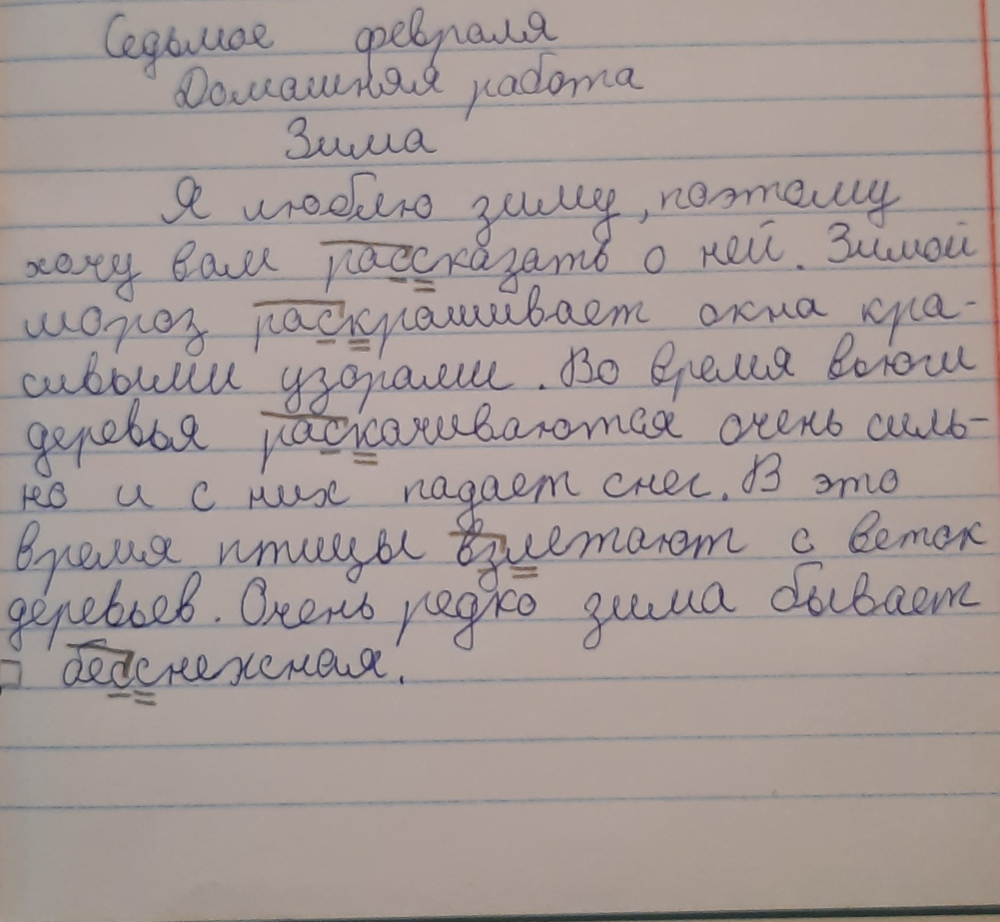 Седьмое февраля
Домашняя работа
Зима
Я люблю зиму, поэтому
хочу вам рассказать о ней. Зимой
мороз раскрашивает окна кра-
сивыми узорами. Во время вьюги
деревья раскачиваются очень силь-
но и с них падает снег. В это
время птицы взлетают с веток
деревьев. Очень редко зима бывает
бесснежная.